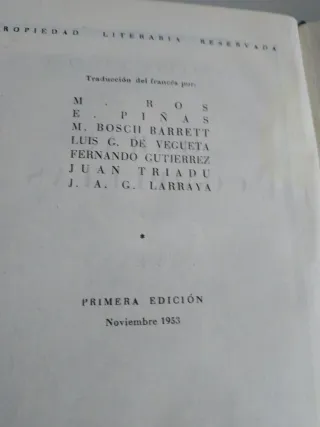 PROPIEDAD LITERARIA RESERVADA
Traducción del francés por:
M. ROS
E. PIÑAS
M. BOSCH BARRETT
LUIS G. DE VEGUETA
FERNANDO GUTIERREZ
JUAN TRIADU
J. A. G. LARRAYA
PRIMERA EDICIÓN
Noviembre 1953